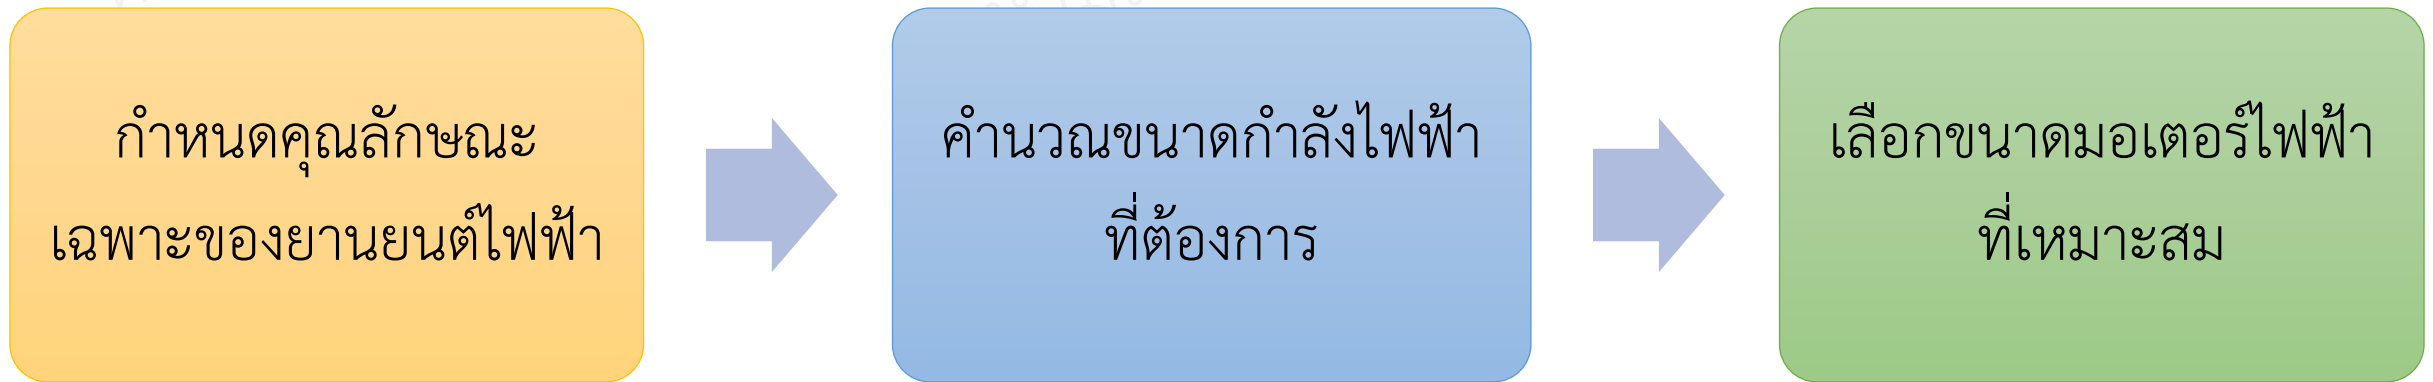 กำหนดคุณลักษณะ
เฉพาะของยานยนต์ไฟฟ้า
คำนวณขนาดกำลังไฟฟ้า
ที่ต้องการ
เลือกขนาดมอเตอร์ไฟฟ้า
ที่เหมาะสม